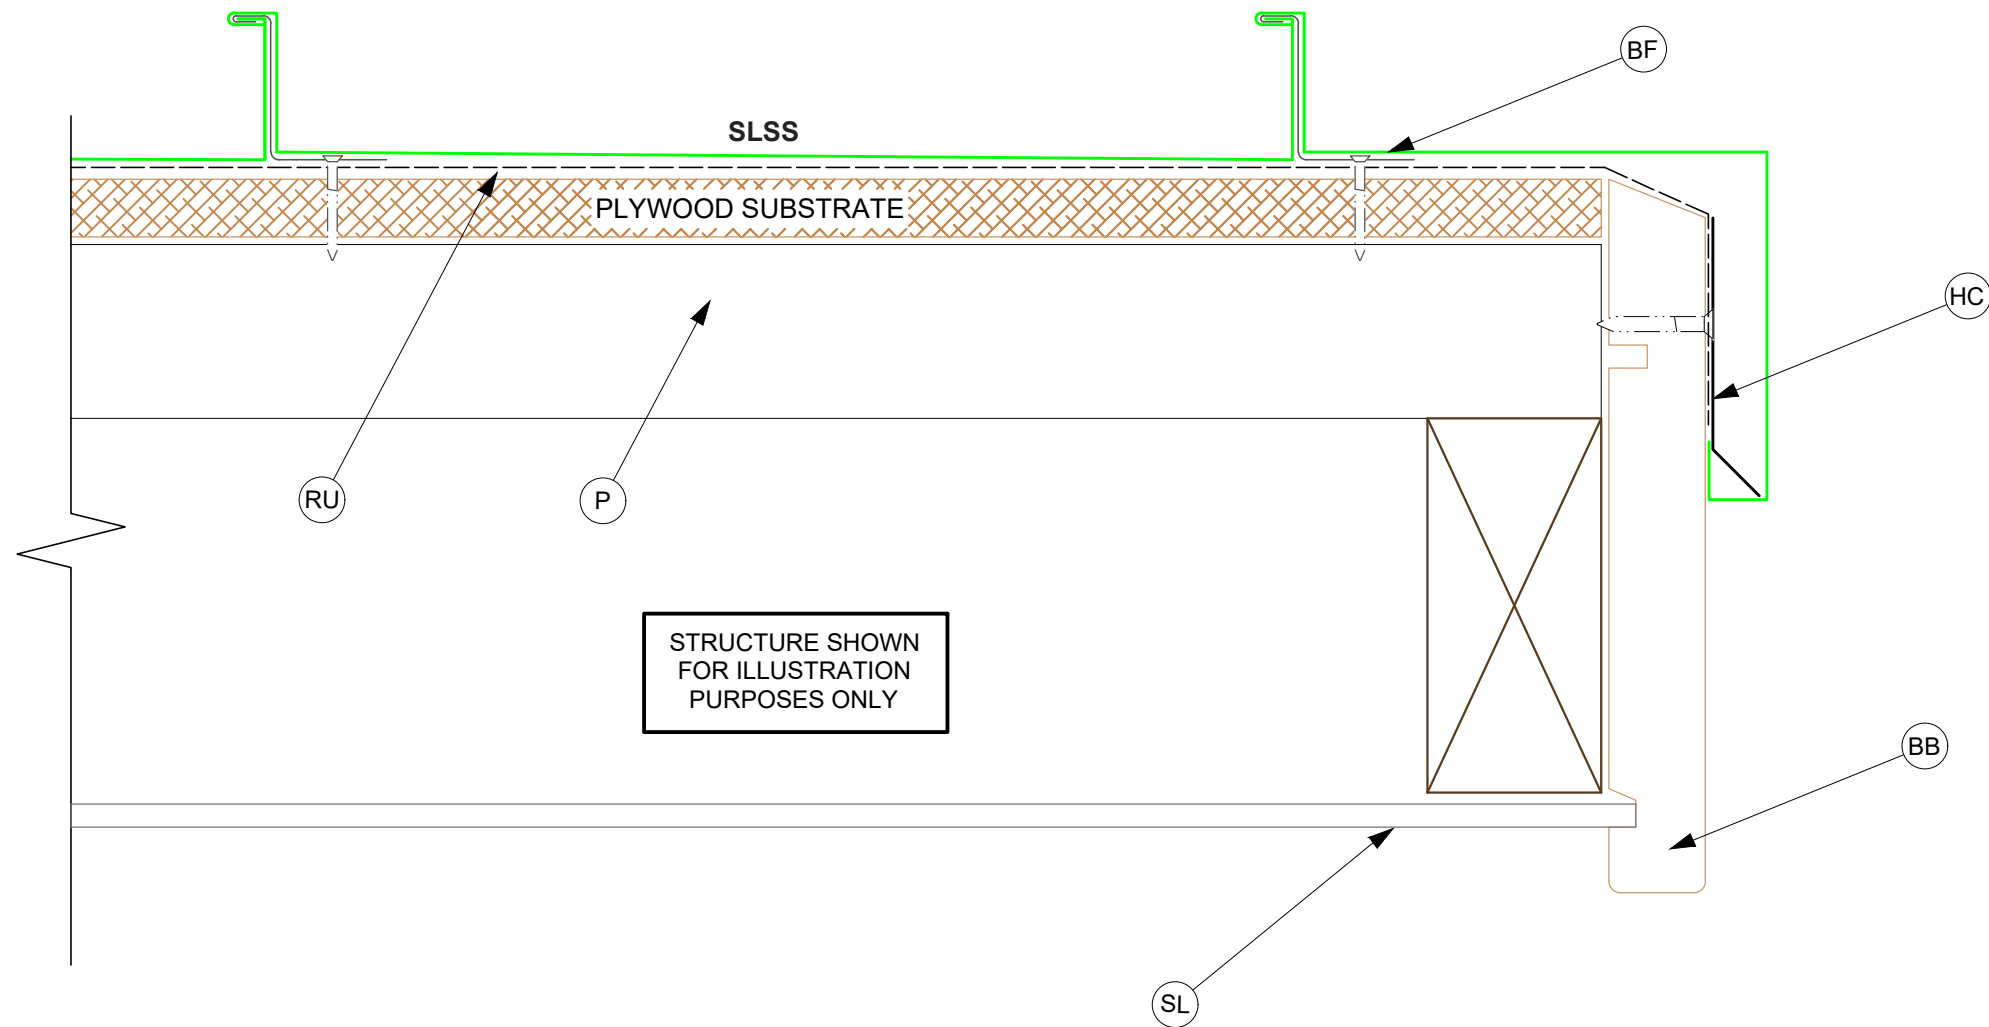 BF
SLSS
PLYWOOD SUBSTRATE
HC
RU
P
STRUCTURE SHOWN
FOR ILLUSTRATION
PURPOSES ONLY
BB
SL